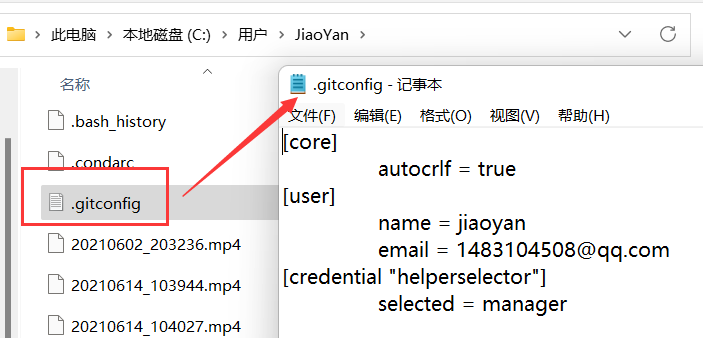 此电脑 > 本地磁盘 (C:) > 用户 > JiaoYan >
名称
.bash_history
.condarc
.gitconfig
20210602_203236.mp4
20210614_103944.mp4
20210614_104027.mp4
.gitconfig - 记事本
文件(F) 编辑(E) 格式(O) 视图(V) 帮助(H)
[core]
autocrlf = true
[user]
name = jiaoyan
email = 1483104508@qq.com
[credential "helperselector"]
selected = manager